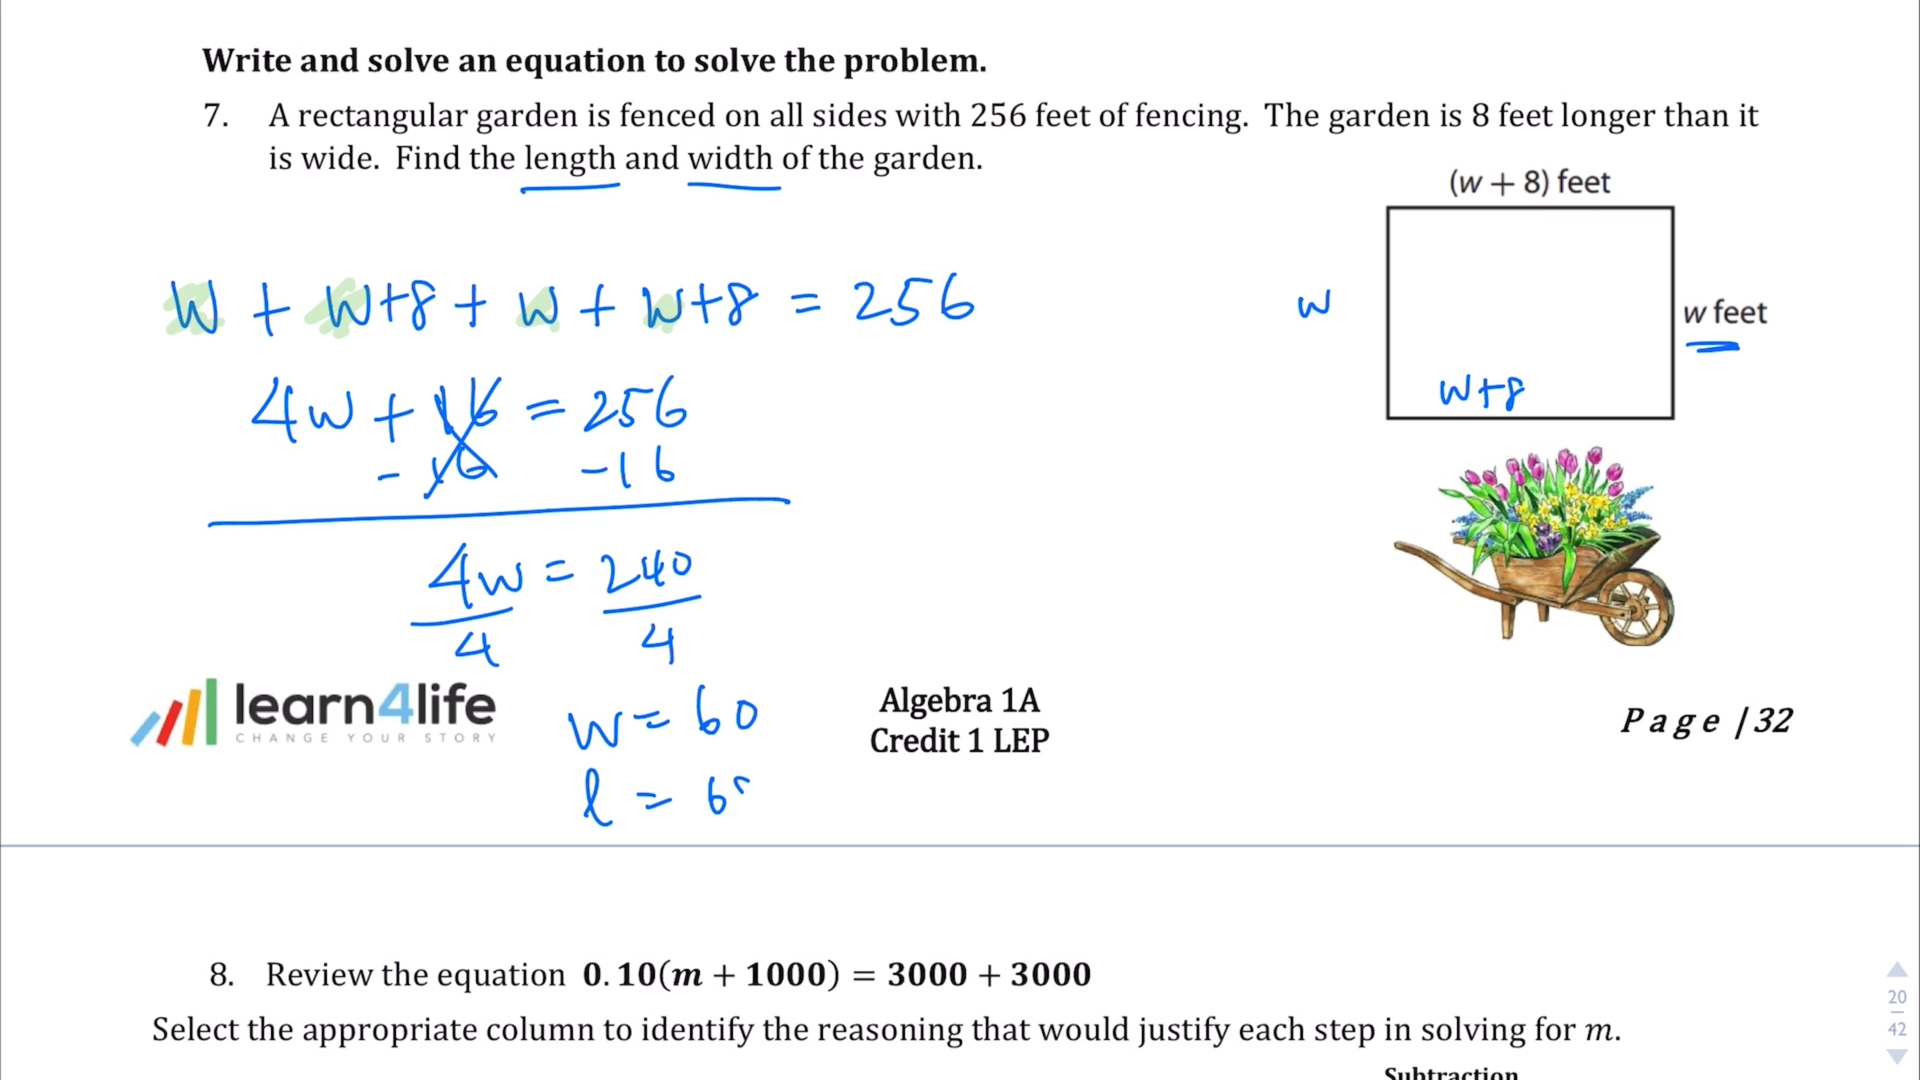 Write and solve an equation to solve the problem.
7. A rectangular garden is fenced on all sides with 256 feet of fencing. The garden is 8 feet longer than it
is wide. Find the length and width of the garden.
(w + 8) feet
w + w+8 + w + w+8 = 256
w
w feet
w+8
4w + 16 = 256
- 16 -16
4w = 240
4 4
w = 60
l = 6
learn4life
CHANGE YOUR STORY
Algebra 1A
Credit 1 LEP
Page |32
8. Review the equation 0.10(m + 1000) = 3000 + 3000
Select the appropriate column to identify the reasoning that would justify each step in solving for m.
Subtraction
20
42